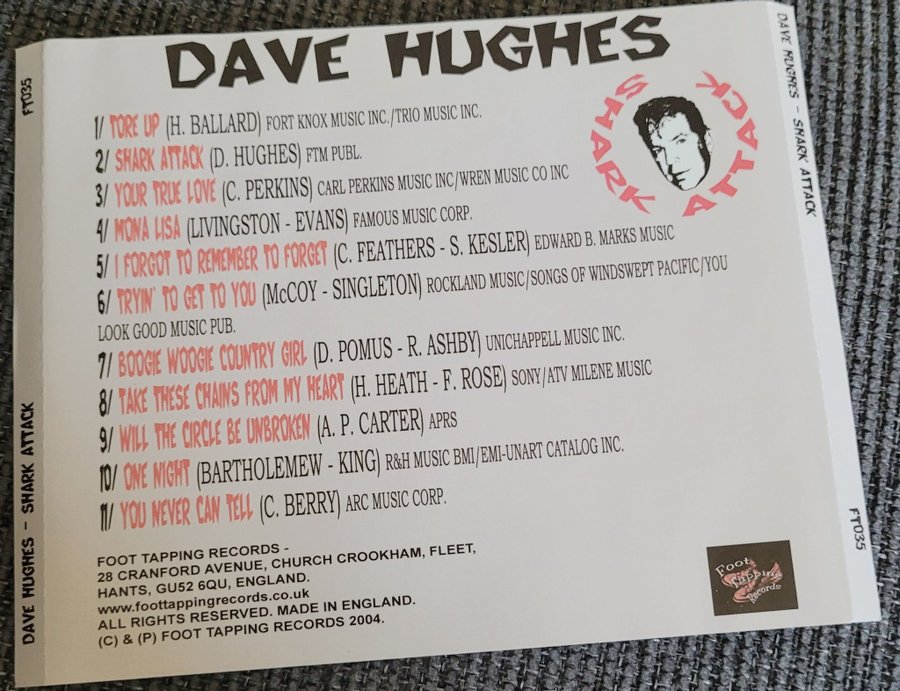 DAVE HUGHES
SHARK ATTACK
1/ TORE UP (H. BALLARD) FORT KNOX MUSIC INC./TRIO MUSIC INC.
2/ SHARK ATTACK (D. HUGHES) FTM PUBL.
3/ YOUR TRUE LOVE (C. PERKINS) CARL PERKINS MUSIC INC/WREN MUSIC CO INC
4/ MONA LISA (LIVINGSTON - EVANS) FAMOUS MUSIC CORP.
5/ I FORGOT TO REMEMBER TO FORGET (C. FEATHERS - S. KESLER) EDWARD B. MARKS MUSIC
6/ TRYIN' TO GET TO YOU (McCOY - SINGLETON) ROCKLAND MUSIC/SONGS OF WINDSWEPT PACIFIC/YOU
LOOK GOOD MUSIC PUB.
7/ BOOGIE WOOGIE COUNTRY GIRL (D. POMUS - R. ASHBY) UNICHAPPELL MUSIC INC.
8/ TAKE THESE CHAINS FROM MY HEART (H. HEATH - F. ROSE) SONY/ATV MILENE MUSIC
9/ WILL THE CIRCLE BE UNBROKEN (A. P. CARTER) APRS
10/ ONE NIGHT (BARTHOLEMEW - KING) R&H MUSIC BMI/EMI-UNART CATALOG INC.
11/ YOU NEVER CAN TELL (C. BERRY) ARC MUSIC CORP.
FOOT TAPPING RECORDS -
28 CRANFORD AVENUE, CHURCH CROOKHAM, FLEET,
HANTS, GU52 6QU, ENGLAND.
www.foottappingrecords.co.uk
ALL RIGHTS RESERVED. MADE IN ENGLAND.
(C) & (P) FOOT TAPPING RECORDS 2004.
Foot
Tapping
Records
DAVE HUGHES - SHARK ATTACK
FT035
DAVE HUGHES - SHARK ATTACK
FT035